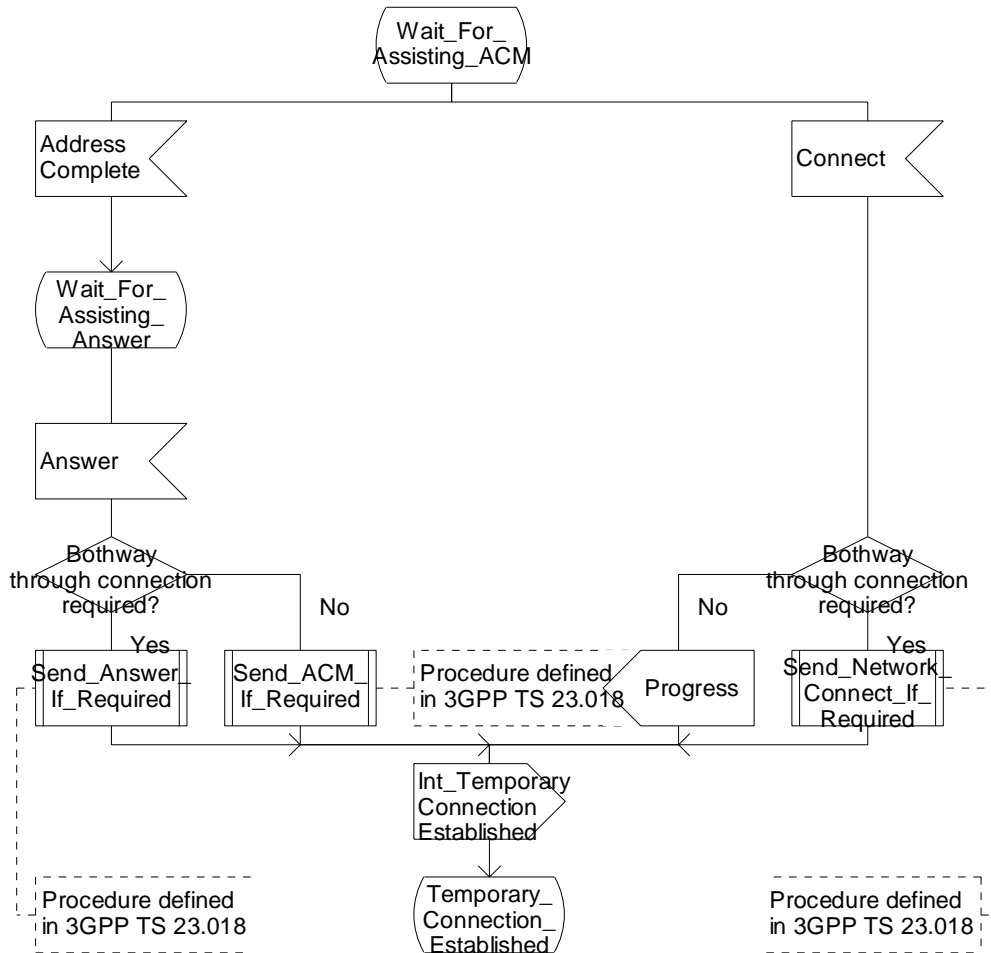 Wait_For_
Assisting_ACM
Address
Complete
Connect
Wait_For_
Assisting_
Answer
Answer
Bothway
through connection
required?
Bothway
through connection
required?
No
No
Yes
Yes
Send_Answer_
If_Required
Send_ACM_
If_Required
Procedure defined
in 3GPP TS 23.018
Progress
Send_Network_
Connect_If_
Required
Int_Temporary
Connection
Established
Procedure defined
in 3GPP TS 23.018
Temporary_
Connection_
Established
Procedure defined
in 3GPP TS 23.018